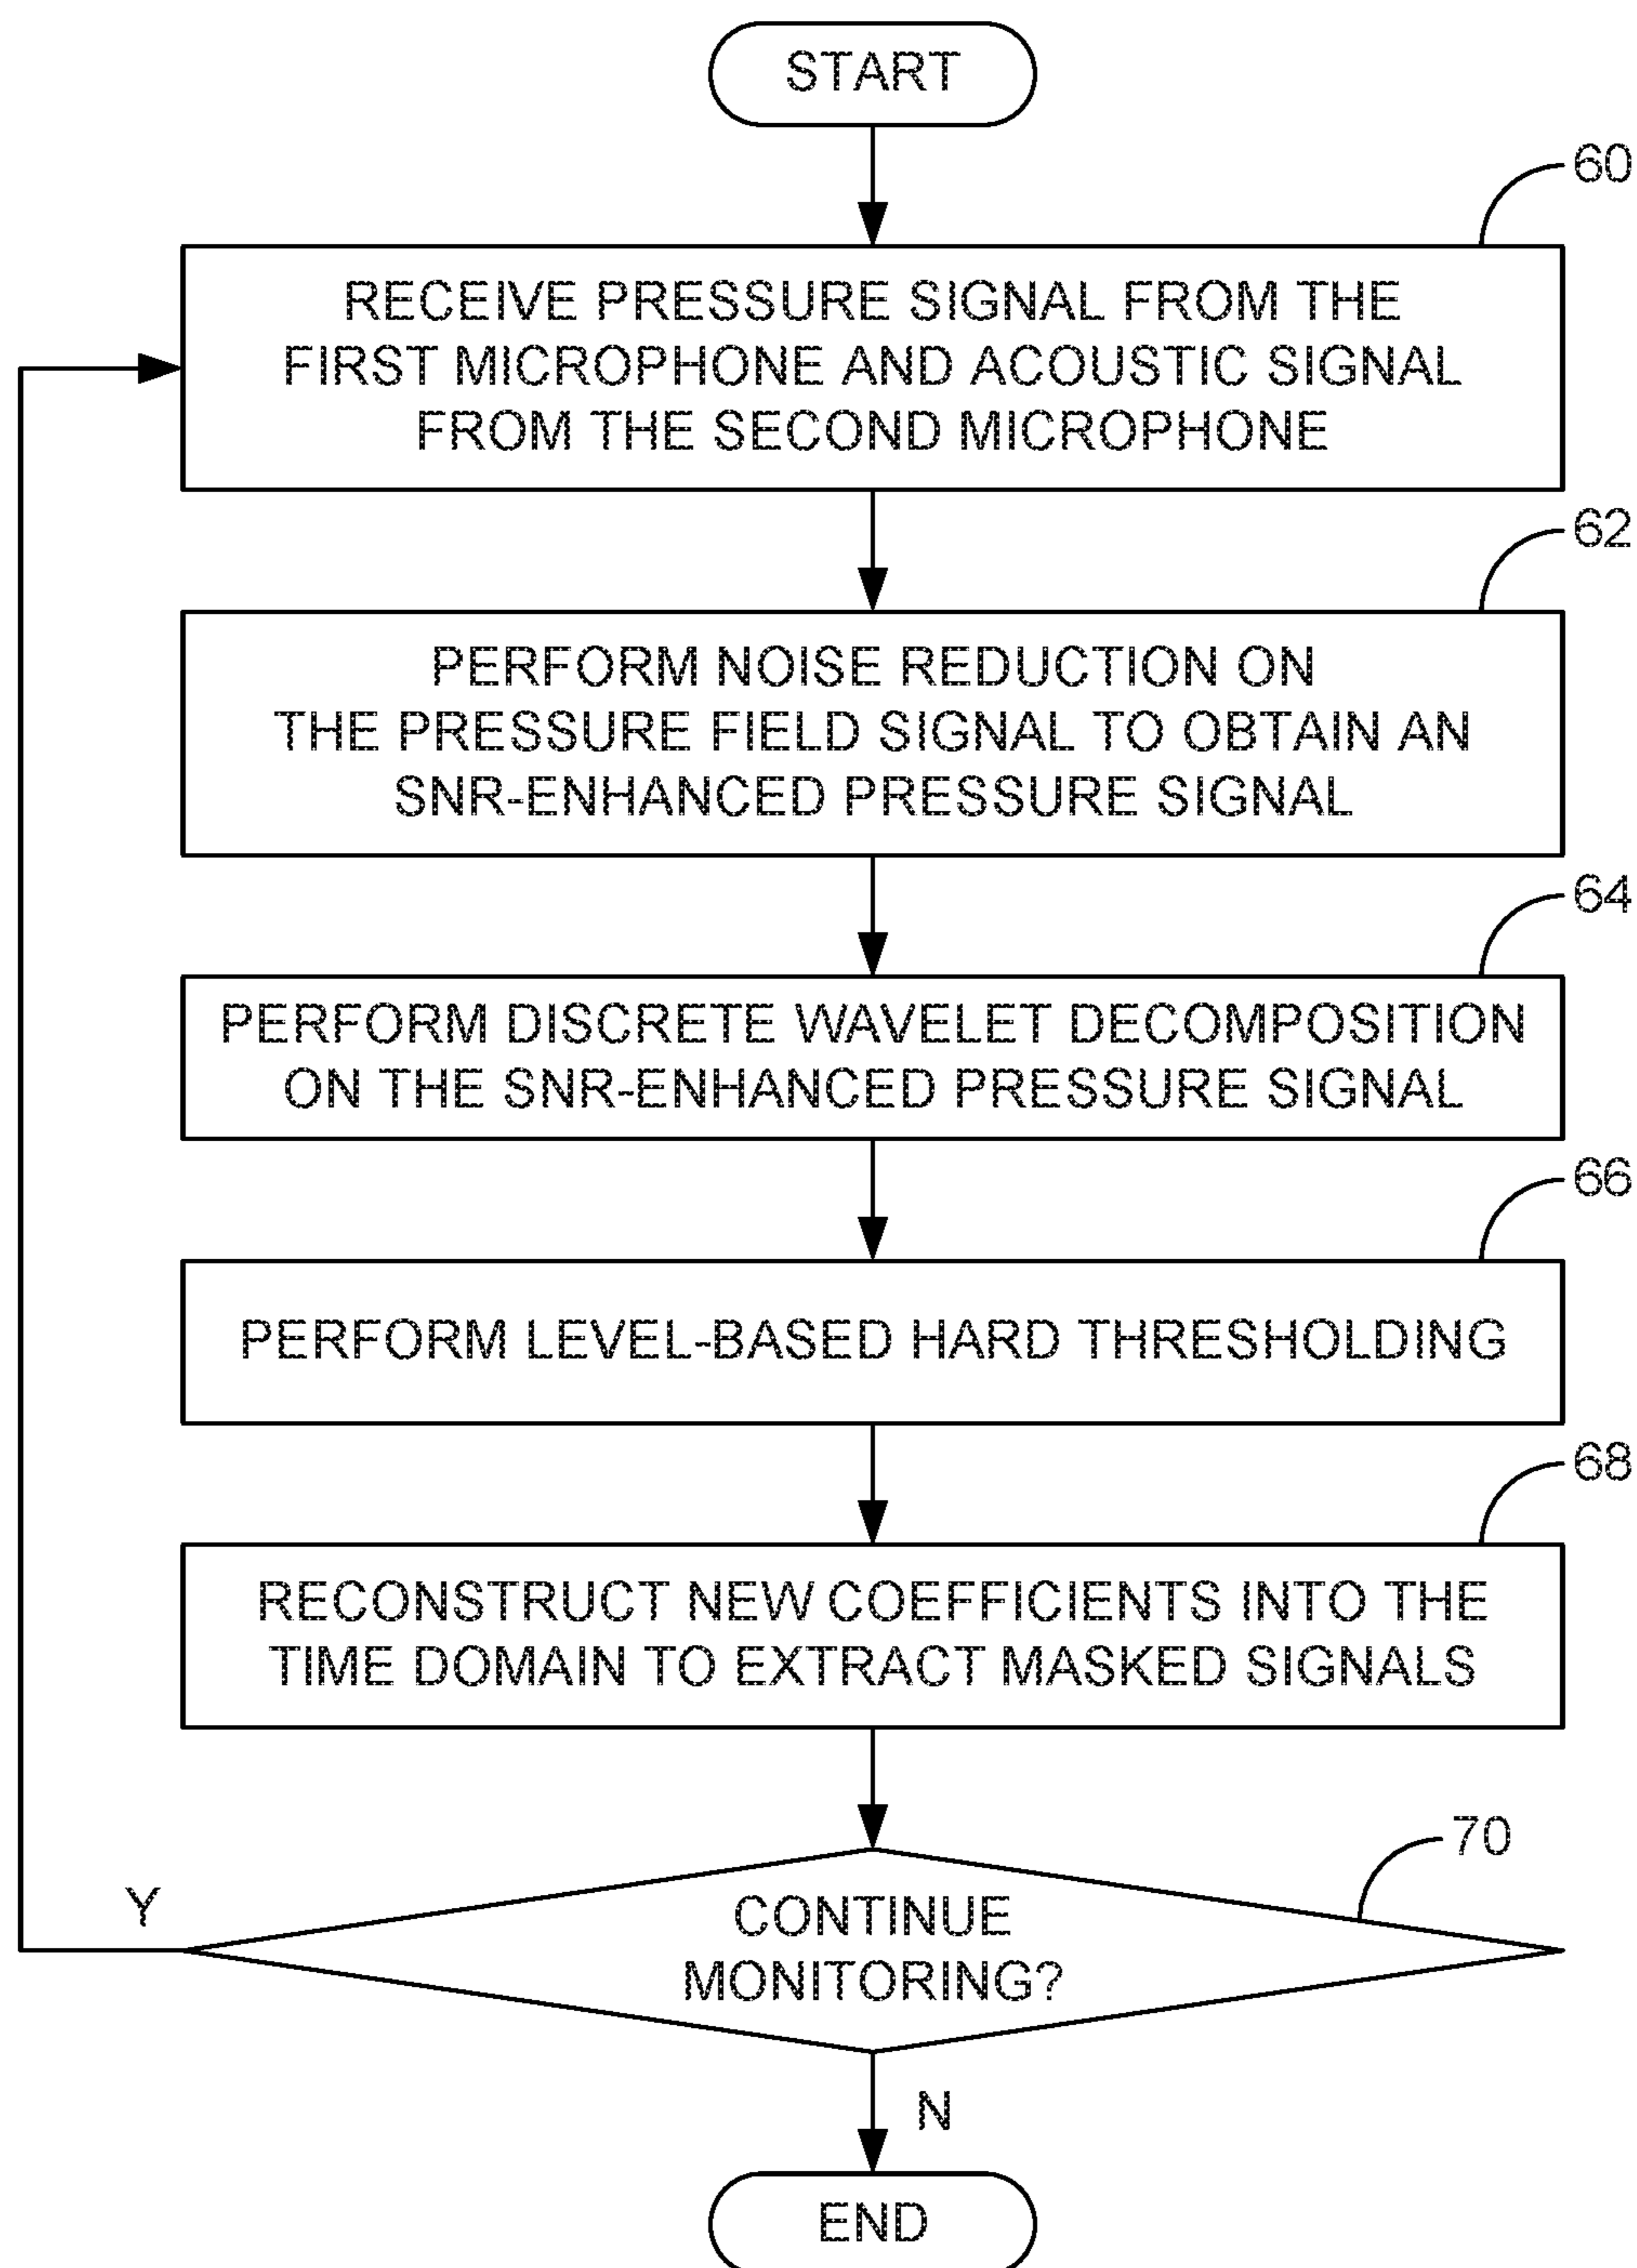 START
60
RECEIVE PRESSURE SIGNAL FROM THE
FIRST MICROPHONE AND ACOUSTIC SIGNAL
FROM THE SECOND MICROPHONE
62
PERFORM NOISE REDUCTION ON
THE PRESSURE FIELD SIGNAL TO OBTAIN AN
SNR-ENHANCED PRESSURE SIGNAL
64
PERFORM DISCRETE WAVELET DECOMPOSITION
ON THE SNR-ENHANCED PRESSURE SIGNAL
66
PERFORM LEVEL-BASED HARD THRESHOLDING
68
RECONSTRUCT NEW COEFFICIENTS INTO THE
TIME DOMAIN TO EXTRACT MASKED SIGNALS
70
Y
CONTINUE
MONITORING?
N
END